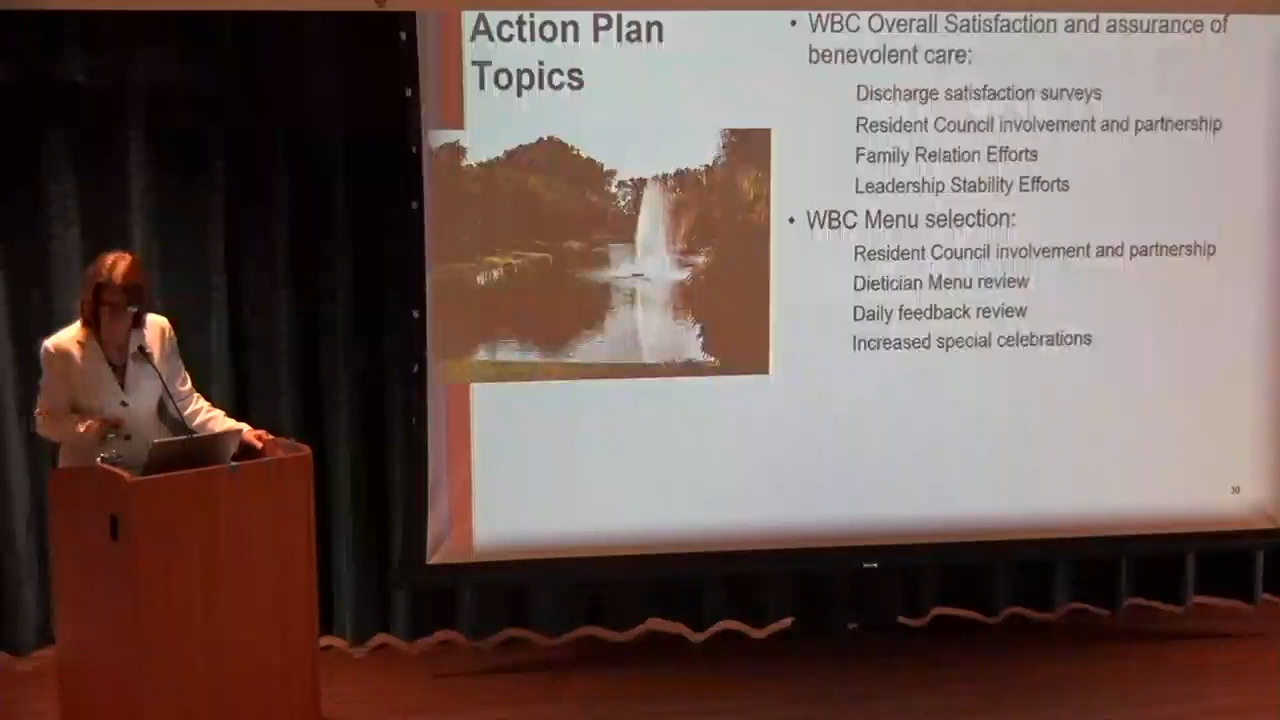 Action Plan
Topics
• WBC Overall Satisfaction and assurance of
benevolent care:
Discharge satisfaction surveys
Resident Council involvement and partnership
Family Relation Efforts
Leadership Stability Efforts
• WBC Menu selection:
Resident Council involvement and partnership
Dietician Menu review
Daily feedback review
Increased special celebrations
30